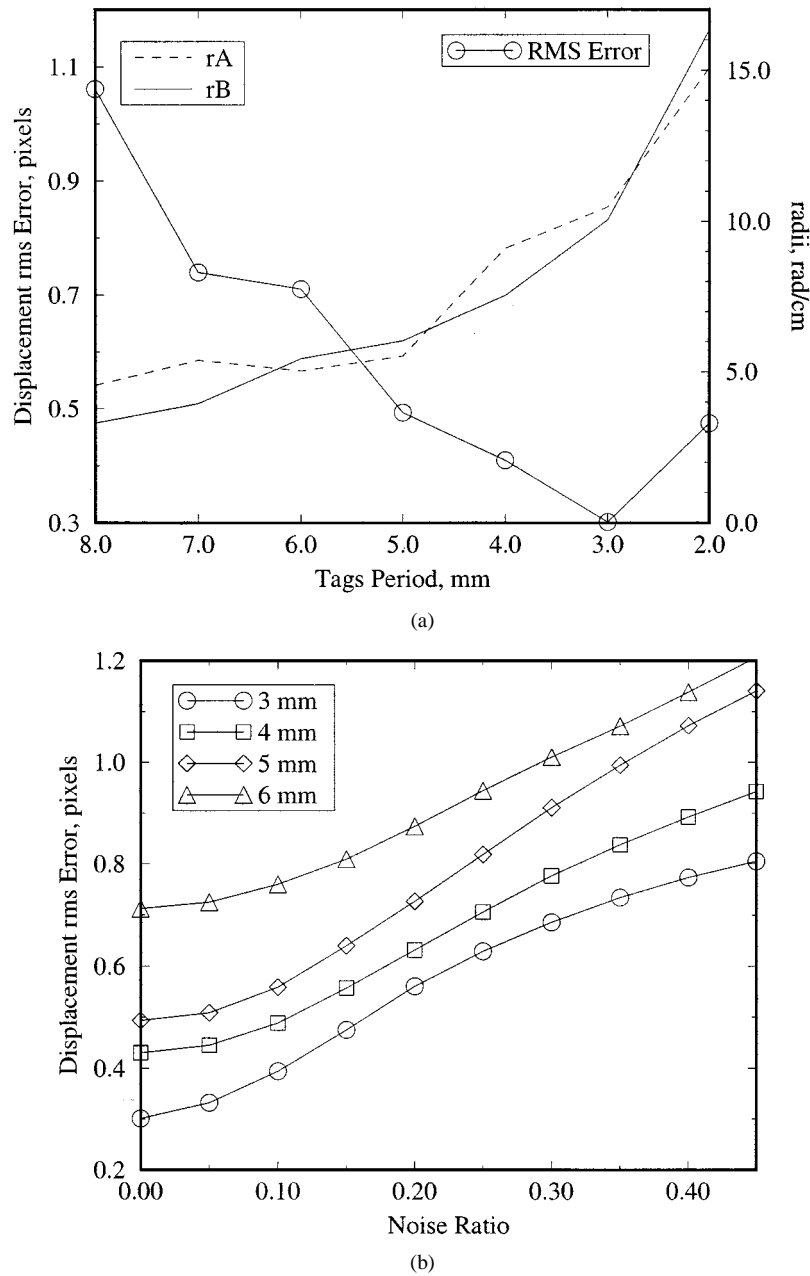 rA
rB
RMS Error
1.1
0.9
0.7
0.5
0.3
Displacement rms Error, pixels
15.0
10.0
5.0
0.0
radii, rad/cm
8.0 7.0 6.0 5.0 4.0 3.0 2.0
Tags Period, mm
(a)
3 mm
4 mm
5 mm
6 mm
1.2
1.0
0.8
0.6
0.4
0.2
Displacement rms Error, pixels
0.00 0.10 0.20 0.30 0.40
Noise Ratio
(b)